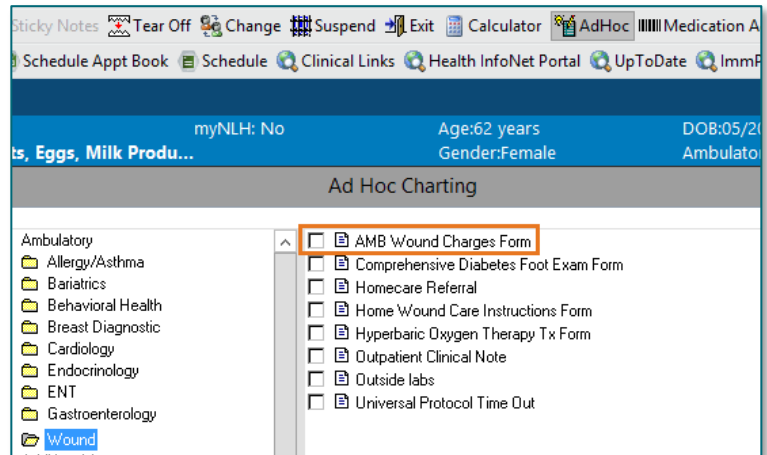 Sticky Notes Tear Off Change Suspend Exit Calculator AdHoc Medication A
Schedule Appt Book Schedule Clinical Links Health InfoNet Portal UpToDate ImmP
myNLH: No Age:62 years DOB:05/20
ts, Eggs, Milk Produ... Gender:Female Ambulato
Ad Hoc Charting
Ambulatory
Allergy/Asthma
Bariatrics
Behavioral Health
Breast Diagnostic
Cardiology
Endocrinology
ENT
Gastroenterology
Wound
AMB Wound Charges Form
Comprehensive Diabetes Foot Exam Form
Homecare Referral
Home Wound Care Instructions Form
Hyperbaric Oxygen Therapy Tx Form
Outpatient Clinical Note
Outside labs
Universal Protocol Time Out